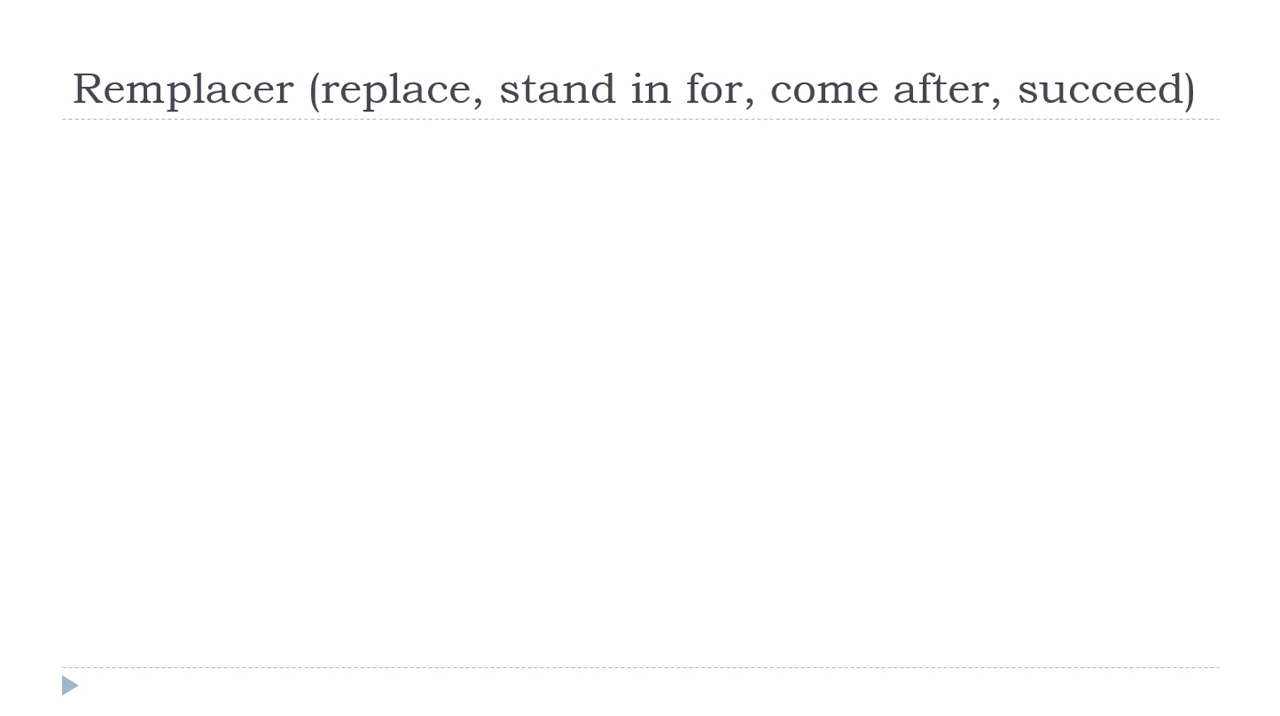 Remplacer (replace, stand in for, come after, succeed)